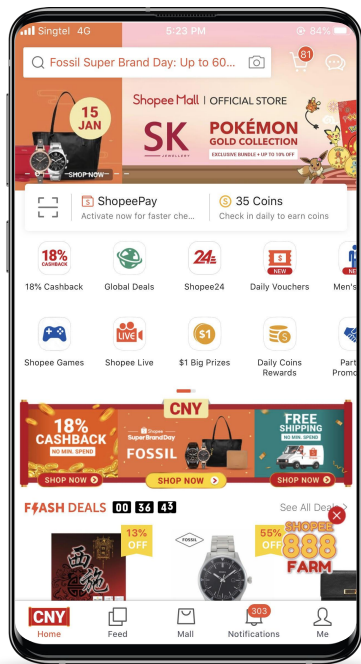 Singtel 4G
5:23 PM
84%
Fossil Super Brand Day: Up to 60...
81
15
JAN
SHOP NOW
Shopee Mall | OFFICIAL STORE
SK
JEWELLERY
POKÉMON
GOLD COLLECTION
EXCLUSIVE BUNDLE + UP TO 10% OFF
ShopeePay
Activate now for faster che...
35 Coins
Check in daily to earn coins
18%
CASHBACK
24
NEW
NE
18% Cashback
Global Deals
Shopee24
Daily Vouchers
Men's
LIVE
$1
Shopee Games
Shopee Live
$1 Big Prizes
Daily Coins
Rewards
Part
Promo
CNY
18%
CASHBACK
NO MIN. SPEND
SHOP NOW
Shopee
Super Brand Day
FOSSIL
SHOP NOW
FREE
SHIPPING
NO MIN. SPEND
SHOP NOW
FLASH DEALS 00 36 43
See All Deals
13%
OFF
西施
FOSSIL
55%
OFF
SHOPEE
888
FARM
CNY
303
Home
Feed
Mall
Notifications
Me